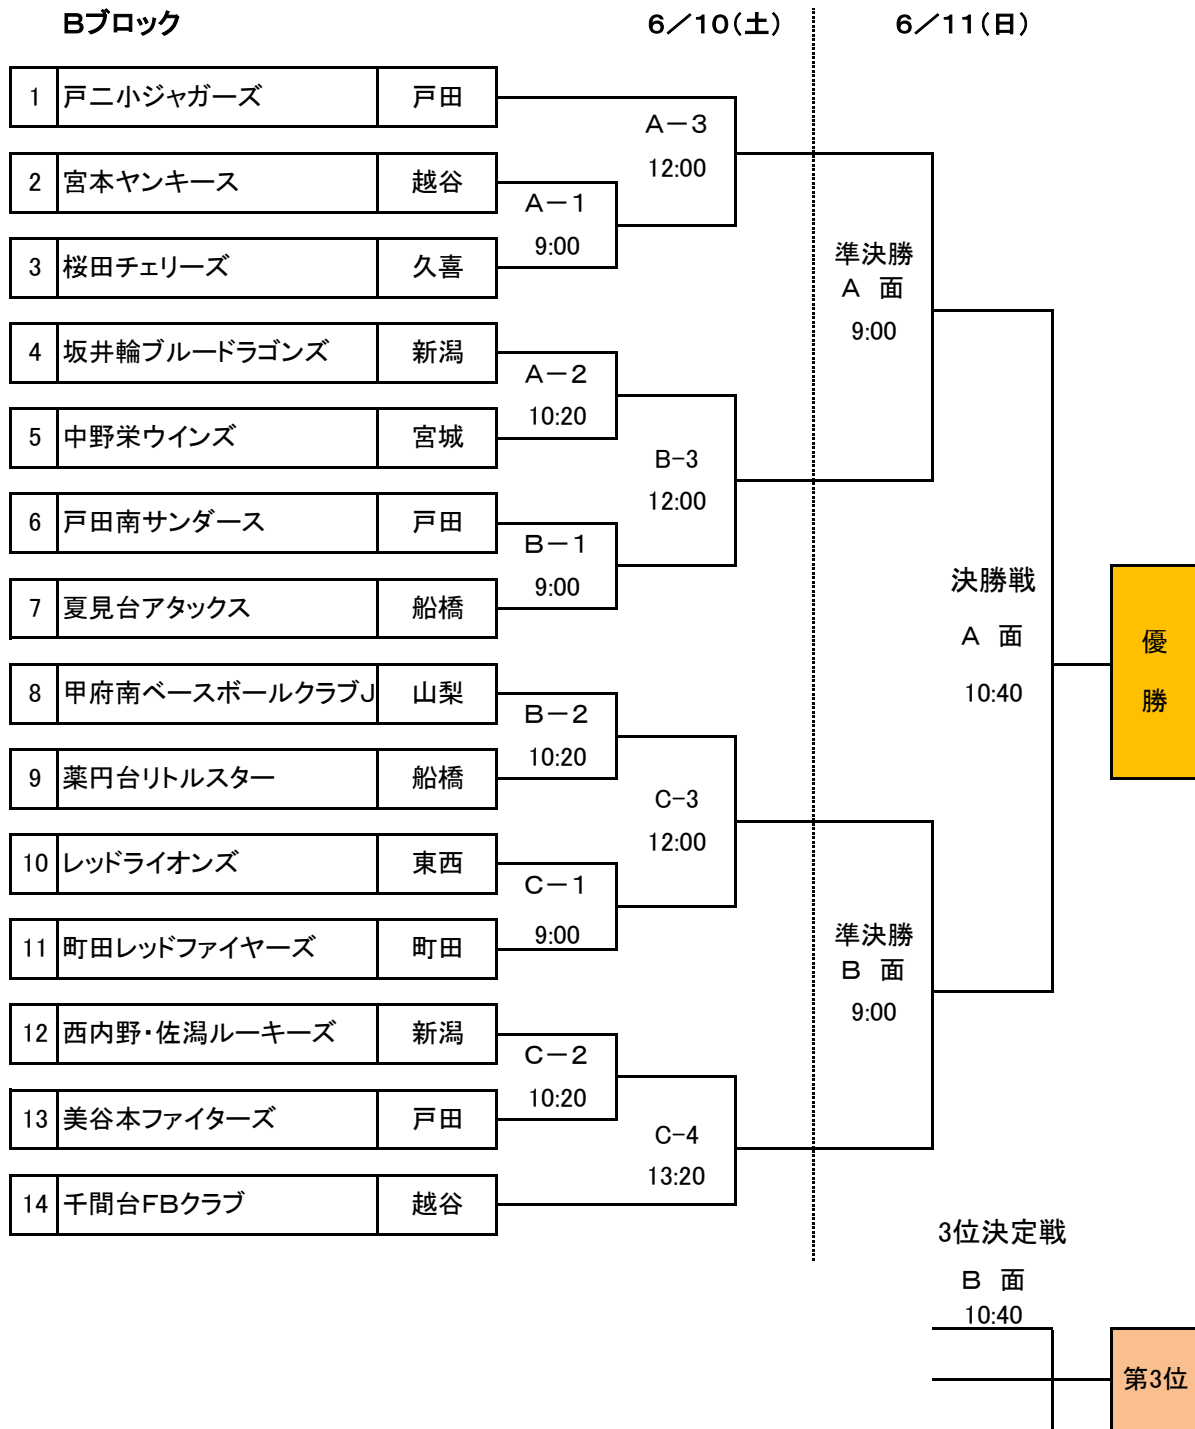 Bブロック 6/10(土) 6/11(日)
1 戸二小ジャガーズ 戸田
A-3
12:00
2 宮本ヤンキース 越谷
A-1
9:00
3 桜田チェリーズ 久喜
準決勝
A 面
9:00
4 坂井輪ブルードラゴンズ 新潟
A-2
10:20
5 中野栄ウインズ 宮城
B-3
12:00
6 戸田南サンダース 戸田
B-1
9:00
7 夏見台アタックス 船橋
決勝戦
A 面
10:40
優
勝
8 甲府南ベースボールクラブJ 山梨
B-2
10:20
9 薬円台リトルスター 船橋
C-3
12:00
10 レッドライオンズ 東西
C-1
9:00
11 町田レッドファイヤーズ 町田
準決勝
B 面
9:00
12 西内野・佐潟ルーキーズ 新潟
C-2
10:20
13 美谷本ファイターズ 戸田
C-4
13:20
14 千間台FBクラブ 越谷
3位決定戦
B 面
10:40
第3位